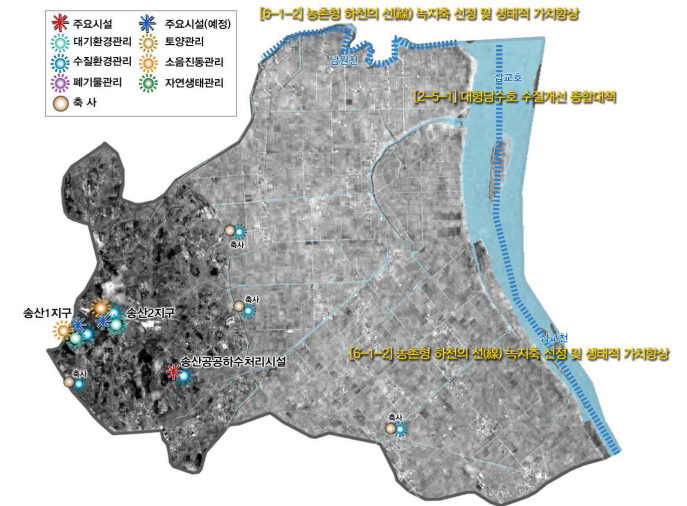 [6-1-2] 농촌형 하천의 선(線) 녹지축 선정 및 생태적 가치향상
주요시설
주요시설(예정)
대기환경관리
토양관리
수질환경관리
소음진동관리
폐기물관리
자연생태관리
축 사
남원천
삽교호
[2-5-1] 대형담수호 수질개선 종합대책
축사
축사
송산1지구
송산2지구
삽교천
[6-1-2] 농촌형 하천의 선(線) 녹지축 선정 및 생태적 가치향상
송산공공하수처리시설
축사
축사